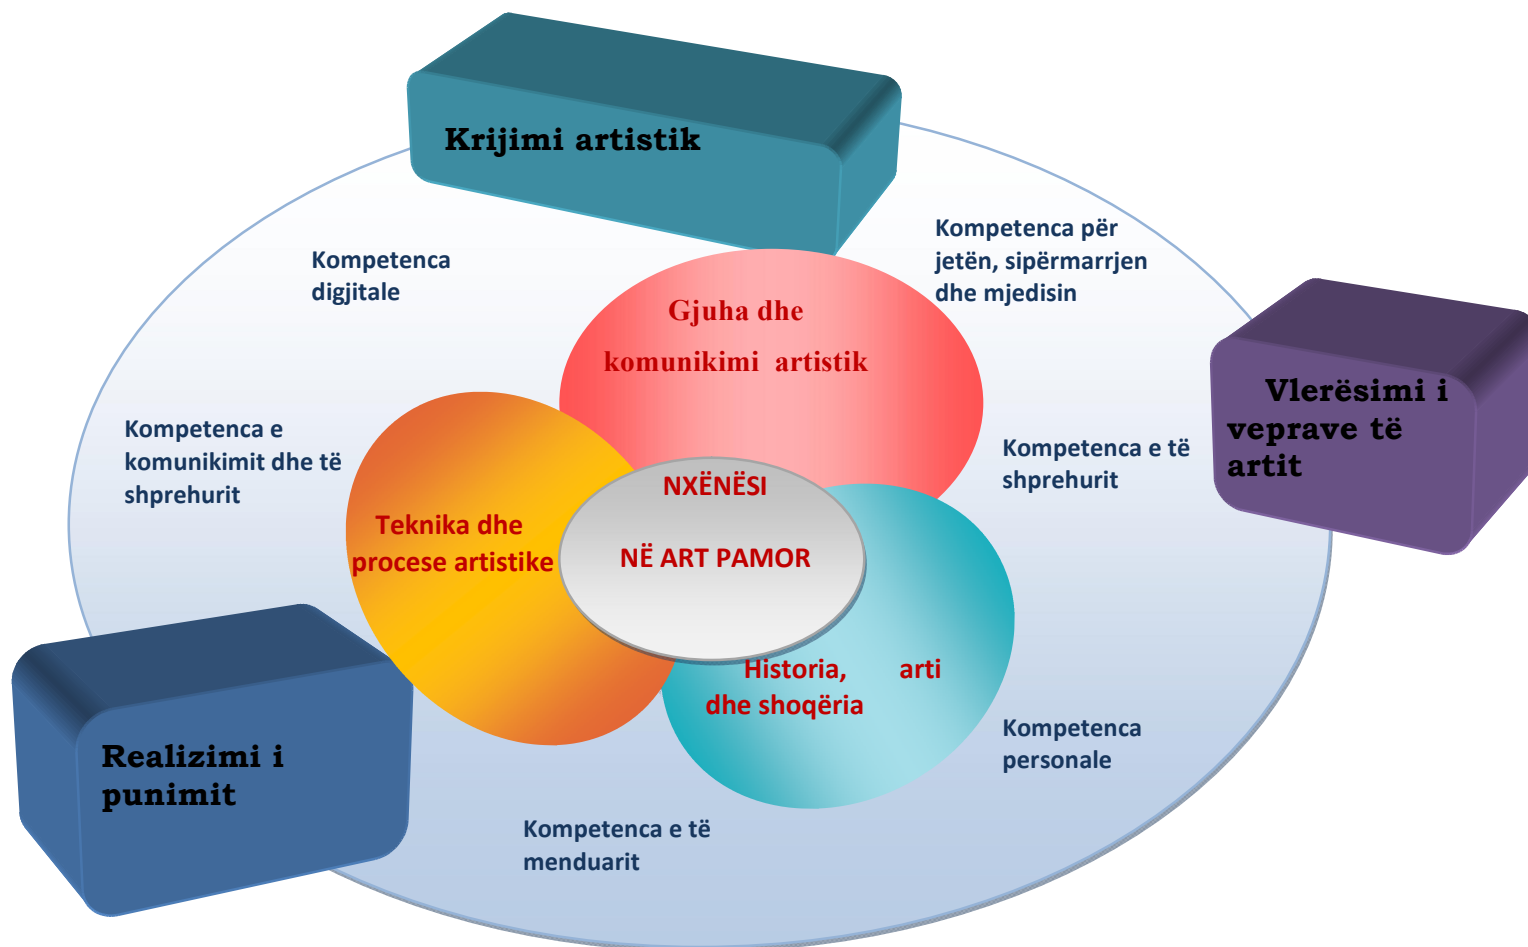 Krijimi artistik
Kompetenca
digjitale
Kompetenca për
jetën, sipërmarrjen
dhe mjedisin
Gjuha dhe
komunikimi artistik
Vlerësimi i
veprave të
artit
Kompetenca e
komunikimit dhe të
shprehurit
Kompetenca e të
shprehurit
NXËNËSI
NË ART PAMOR
Teknika dhe
procese artistike
Historia, arti
dhe shoqëria
Kompetenca
personale
Realizimi i
punimit
Kompetenca e të
menduarit